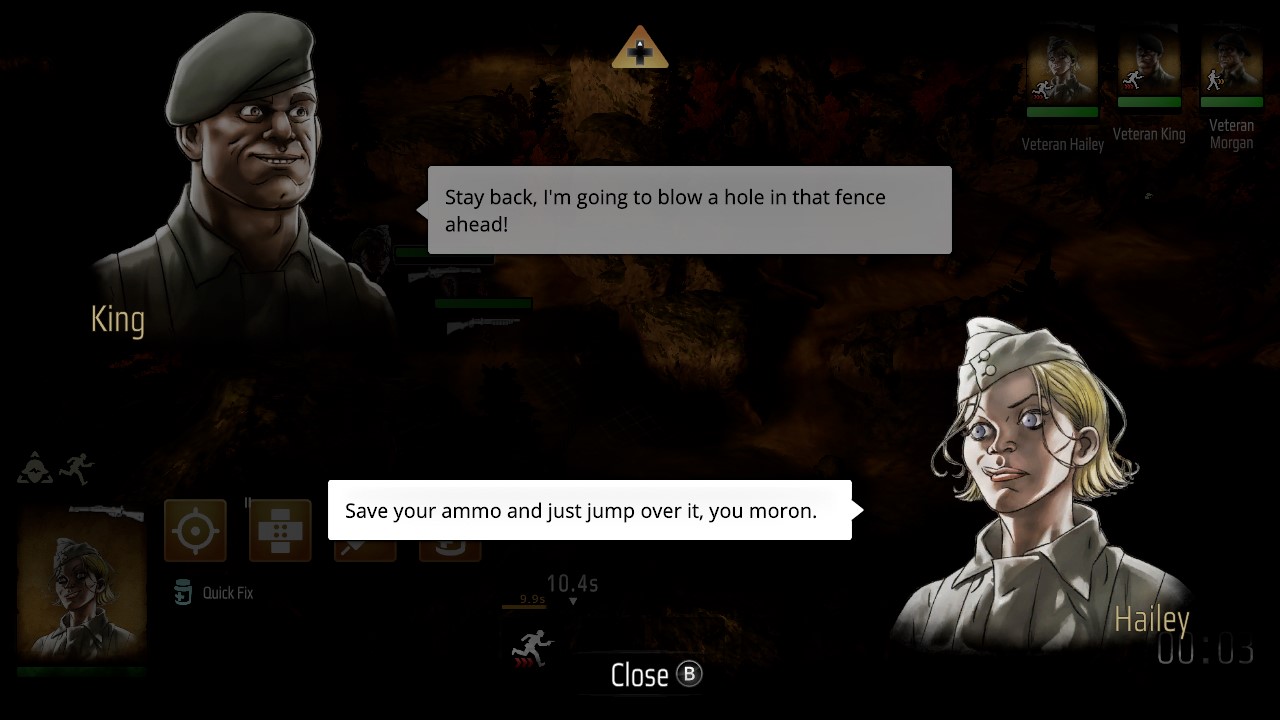 Veteran Hailey
Veteran King
Veteran
Morgan
Stay back, I'm going to blow a hole in that fence
ahead!
King
Save your ammo and just jump over it, you moron.
Quick Fix
10.4s
9.9s
Hailey
00:03
Close B